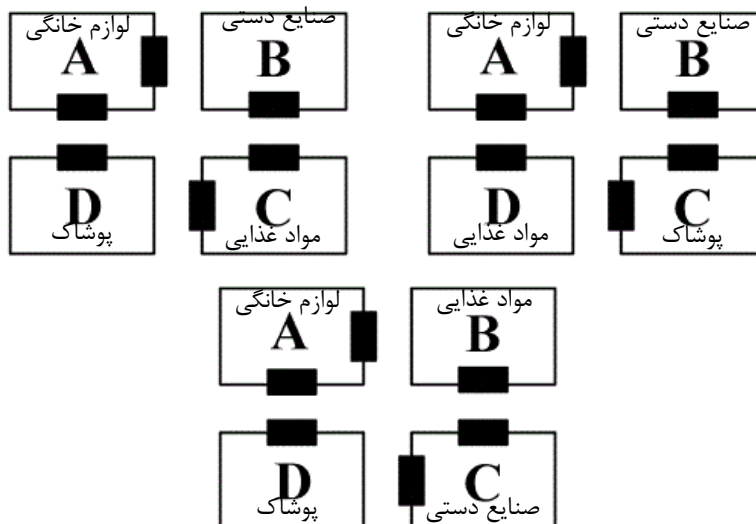 لوازم خانگی
A
صنایع دستی
B
D
پوشاک
C
مواد غذایی
لوازم خانگی
A
صنایع دستی
B
D
مواد غذایی
C
پوشاک
لوازم خانگی
A
مواد غذایی
B
D
پوشاک
C
صنایع دستی